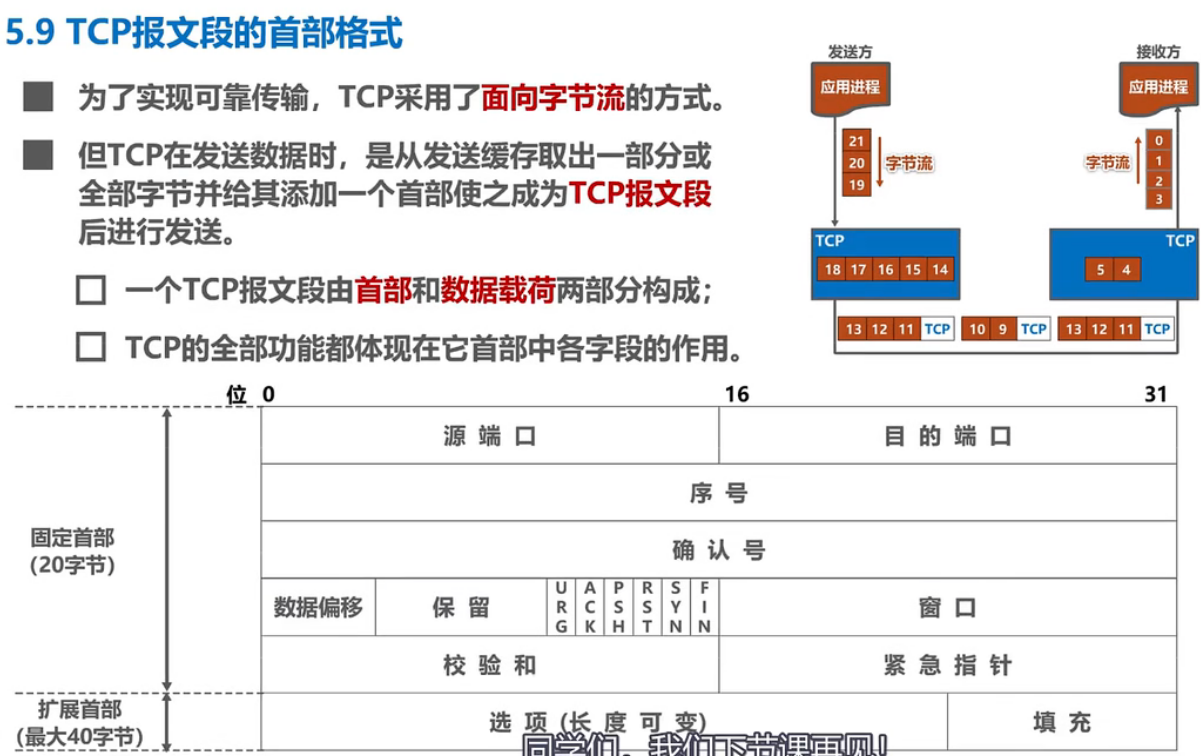 5.9 TCP报文段的首部格式
为了实现可靠传输，TCP采用了面向字节流的方式。
但TCP在发送数据时，是从发送缓存取出一部分或
全部字节并给其添加一个首部使之成为TCP报文段
后进行发送。
一个TCP报文段由首部和数据载荷两部分构成；
TCP的全部功能都体现在它首部中各字段的作用。
发送方
接收方
应用进程
应用进程
21
20
19
字节流
字节流
0
1
2
3
TCP
18 17 16 15 14
TCP
5 4
13 12 11 TCP
10 9 TCP
13 12 11 TCP
位 0 16 31
源端口 目的端口
序号
固定首部
(20字节)
确认号
数据偏移 保留 URG ACK PSH RST SYN FIN 窗口
校验和 紧急指针
扩展首部
(最大40字节)
选项(长度可变) 填充
同学们，我们下节课再见！